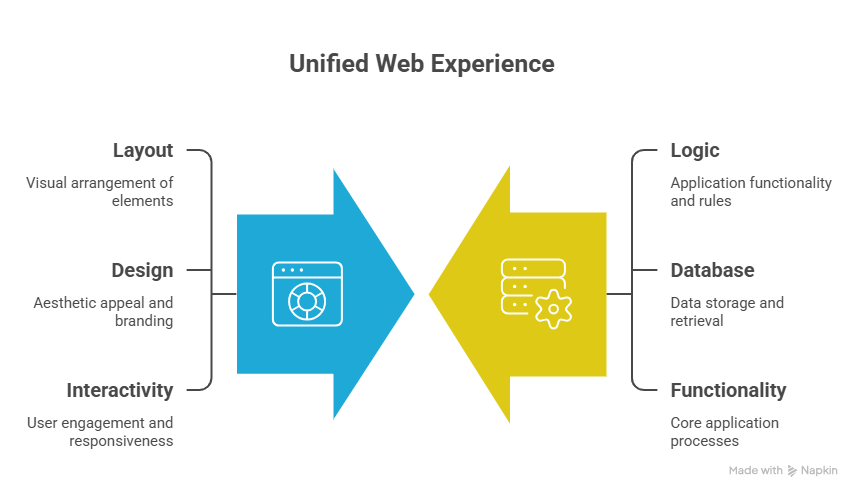 Unified Web Experience
Layout
Visual arrangement of
elements
Design
Aesthetic appeal and
branding
Interactivity
User engagement and
responsiveness
Logic
Application functionality
and rules
Database
Data storage and
retrieval
Functionality
Core application
processes
Made with Napkin